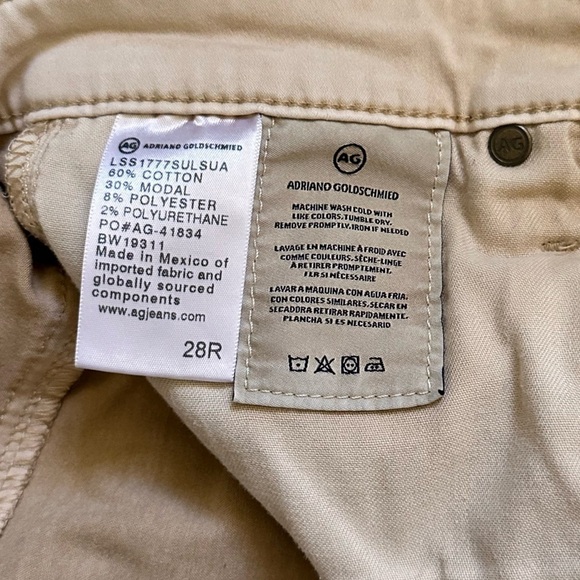 AG ADRIANO GOLDSCHMIED
LSS1777SULSUA
60% COTTON
30% MODAL
8% POLYESTER
2% POLYURETHANE
PO#AG-41834
BW19311
Made in Mexico of
imported fabric and
globally sourced
components
www.agjeans.com
28R
AG
ADRIANO GOLDSCHMIED
MACHINE WASH COLD WITH
LIKE COLORS. TUMBLE DRY.
REMOVE PROMPTLY. IRON IF NEEDED
LAVAGE EN MACHINE À FROID AVEC
COMME COULEURS. SÈCHE-LINGE
À RETIRER PROMPTEMENT.
FER SI NÉCESSAIRE
LAVAR A MAQUINA CON AGUA FRIA.
CON COLORES SIMILARES. SECAR EN
SECADORA RETIRAR RAPIDAMENTE.
PLANCHA SI ES NECESARIO
AG